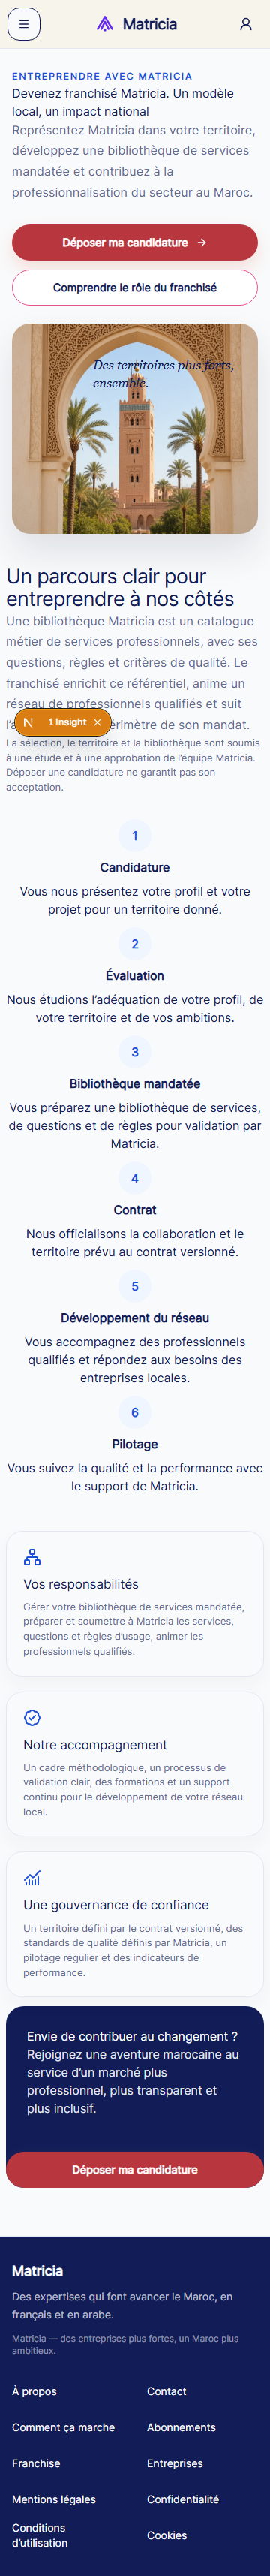 Matricia
ENTREPRENDRE AVEC MATRICIA
Devenez franchisé Matricia. Un modèle
local, un impact national
Représentez Matricia dans votre territoire,
développez une bibliothèque de services
mandatée et contribuez à la
professionnalisation du secteur au Maroc.
Déposer ma candidature →
Comprendre le rôle du franchisé
Des territoires plus forts,
ensemble.
Un parcours clair pour
entreprendre à nos côtés
Une bibliothèque Matricia est un catalogue
métier de services professionnels, avec ses
questions, règles et critères de qualité. Le
franchisé enrichit ce référentiel, anime un
réseau de professionnels qualifiés et suit
périmètre de son mandat.
1 Insight
La sélection, le territoire et la bibliothèque sont soumis
à une étude et à une approbation de l'équipe Matricia.
Déposer une candidature ne garantit pas son
acceptation.
1
Candidature
Vous nous présentez votre profil et votre
projet pour un territoire donné.
2
Évaluation
Nous étudions l'adéquation de votre profil, de
votre territoire et de vos ambitions.
3
Bibliothèque mandatée
Vous préparez une bibliothèque de services,
de questions et de règles pour validation par
Matricia.
4
Contrat
Nous officialisons la collaboration et le
territoire prévu au contrat versionné.
5
Développement du réseau
Vous accompagnez des professionnels
qualifiés et répondez aux besoins des
entreprises locales.
6
Pilotage
Vous suivez la qualité et la performance avec
le support de Matricia.
Vos responsabilités
Gérer votre bibliothèque de services mandatée,
préparer et soumettre à Matricia les services,
questions et règles d'usage, animer les
professionnels qualifiés.
Notre accompagnement
Un cadre méthodologique, un processus de
validation clair, des formations et un support
continu pour le développement de votre réseau
local.
Une gouvernance de confiance
Un territoire défini par le contrat versionné, des
standards de qualité définis par Matricia, un
pilotage régulier et des indicateurs de
performance.
Envie de contribuer au changement ?
Rejoignez une aventure marocaine au
service d'un marché plus
professionnel, plus transparent et
plus inclusif.
Déposer ma candidature
Matricia
Des expertises qui font avancer le Maroc, en
français et en arabe.
Matricia — des entreprises plus fortes, un Maroc plus
ambitieux.
À propos
Contact
Comment ça marche
Abonnements
Franchise
Entreprises
Mentions légales
Confidentialité
Conditions
d'utilisation
Cookies